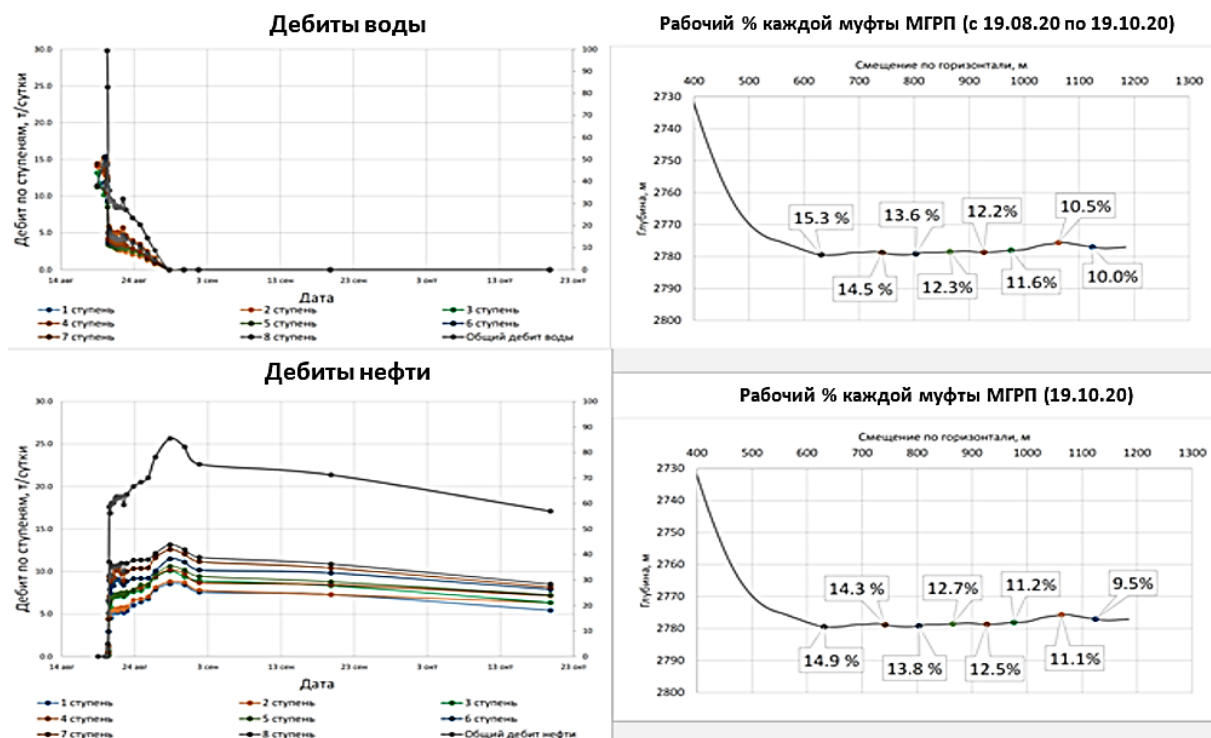 Дебиты воды
Дебит по ступеням, т/сутки
30.0
25.0
20.0
15.0
10.0
5.0
0.0
100
90
80
70
60
50
40
30
20
10
0
14 авг
24 авг
3 сен
13 сен
23 сен
3 окт
13 окт
23 окт
Дата
1 ступень
2 ступень
3 ступень
4 ступень
5 ступень
6 ступень
7 ступень
8 ступень
Общий дебит воды
Рабочий % каждой муфты МГРП (с 19.08.20 по 19.10.20)
Смещение по горизонтали, м
400 500 600 700 800 900 1000 1100 1200 1300
Глубина, м
2730
2740
2750
2760
2770
2780
2790
2800
15.3 %
13.6 %
12.2%
10.5%
14.5 %
12.3%
11.6%
10.0%
Дебиты нефти
Дебит по ступеням, т/сутки
30.0
25.0
20.0
15.0
10.0
5.0
0.0
100
90
80
70
60
50
40
30
20
10
0
14 авг
24 авг
3 сен
13 сен
23 сен
3 окт
13 окт
23 окт
Дата
1 ступень
2 ступень
3 ступень
4 ступень
5 ступень
6 ступень
7 ступень
8 ступень
Общий дебит нефти
Рабочий % каждой муфты МГРП (19.10.20)
Смещение по горизонтали, м
400 500 600 700 800 900 1000 1100 1200 1300
Глубина, м
2730
2740
2750
2760
2770
2780
2790
2800
14.3 %
12.7%
11.2%
9.5%
14.9 %
13.8 %
12.5%
11.1%